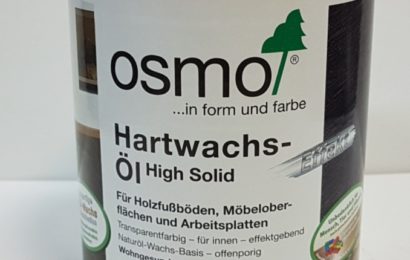 osmo®
...in form und farbe
Hartwachs-
Öl High Solid
Effekt
Für Holzfußböden, Möbelober-
flächen und Arbeitsplatten
Transparentfarbig – für innen – effektgebend
Naturöl-Wachs-Basis – offenporig